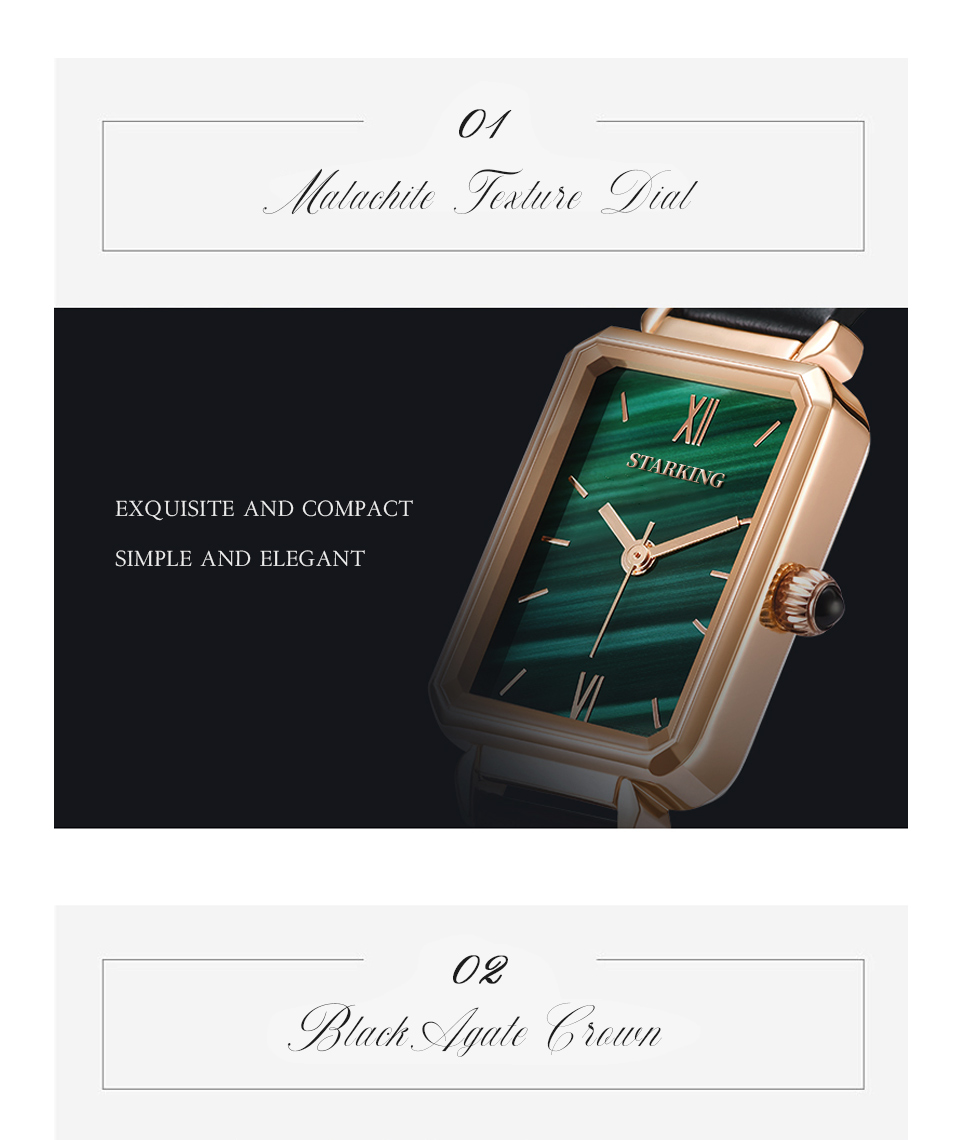 01
Malachite Texture Dial
XII
STARKING
EXQUISITE AND COMPACT
SIMPLE AND ELEGANT
VI
02
Black Agate Crown